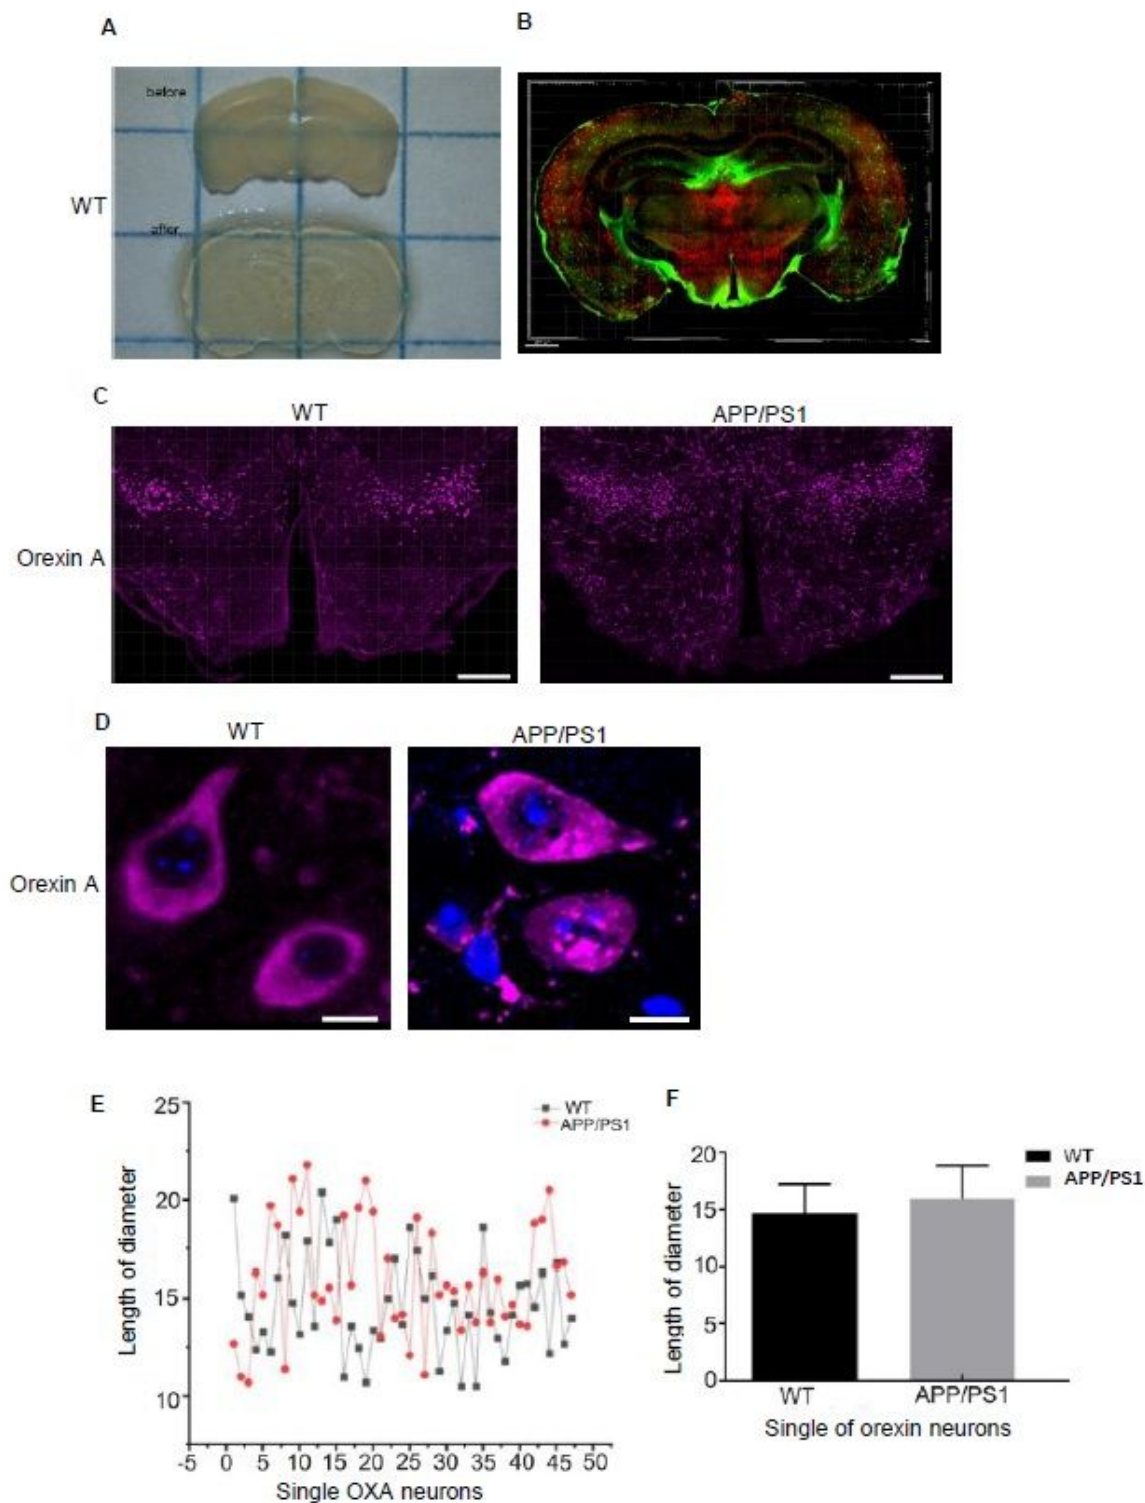 A
B
before
WT
after
C
WT
APP/PS1
Orexin A
D
WT
APP/PS1
Orexin A
E
25
20
15
10
-5 0 5 10 15 20 25 30 35 40 45 50
Length of diameter
Single OXA neurons
WT
APP/PS1
F
20
15
10
5
0
Length of diameter
WT
APP/PS1
WT
APP/PS1
Single of orexin neurons